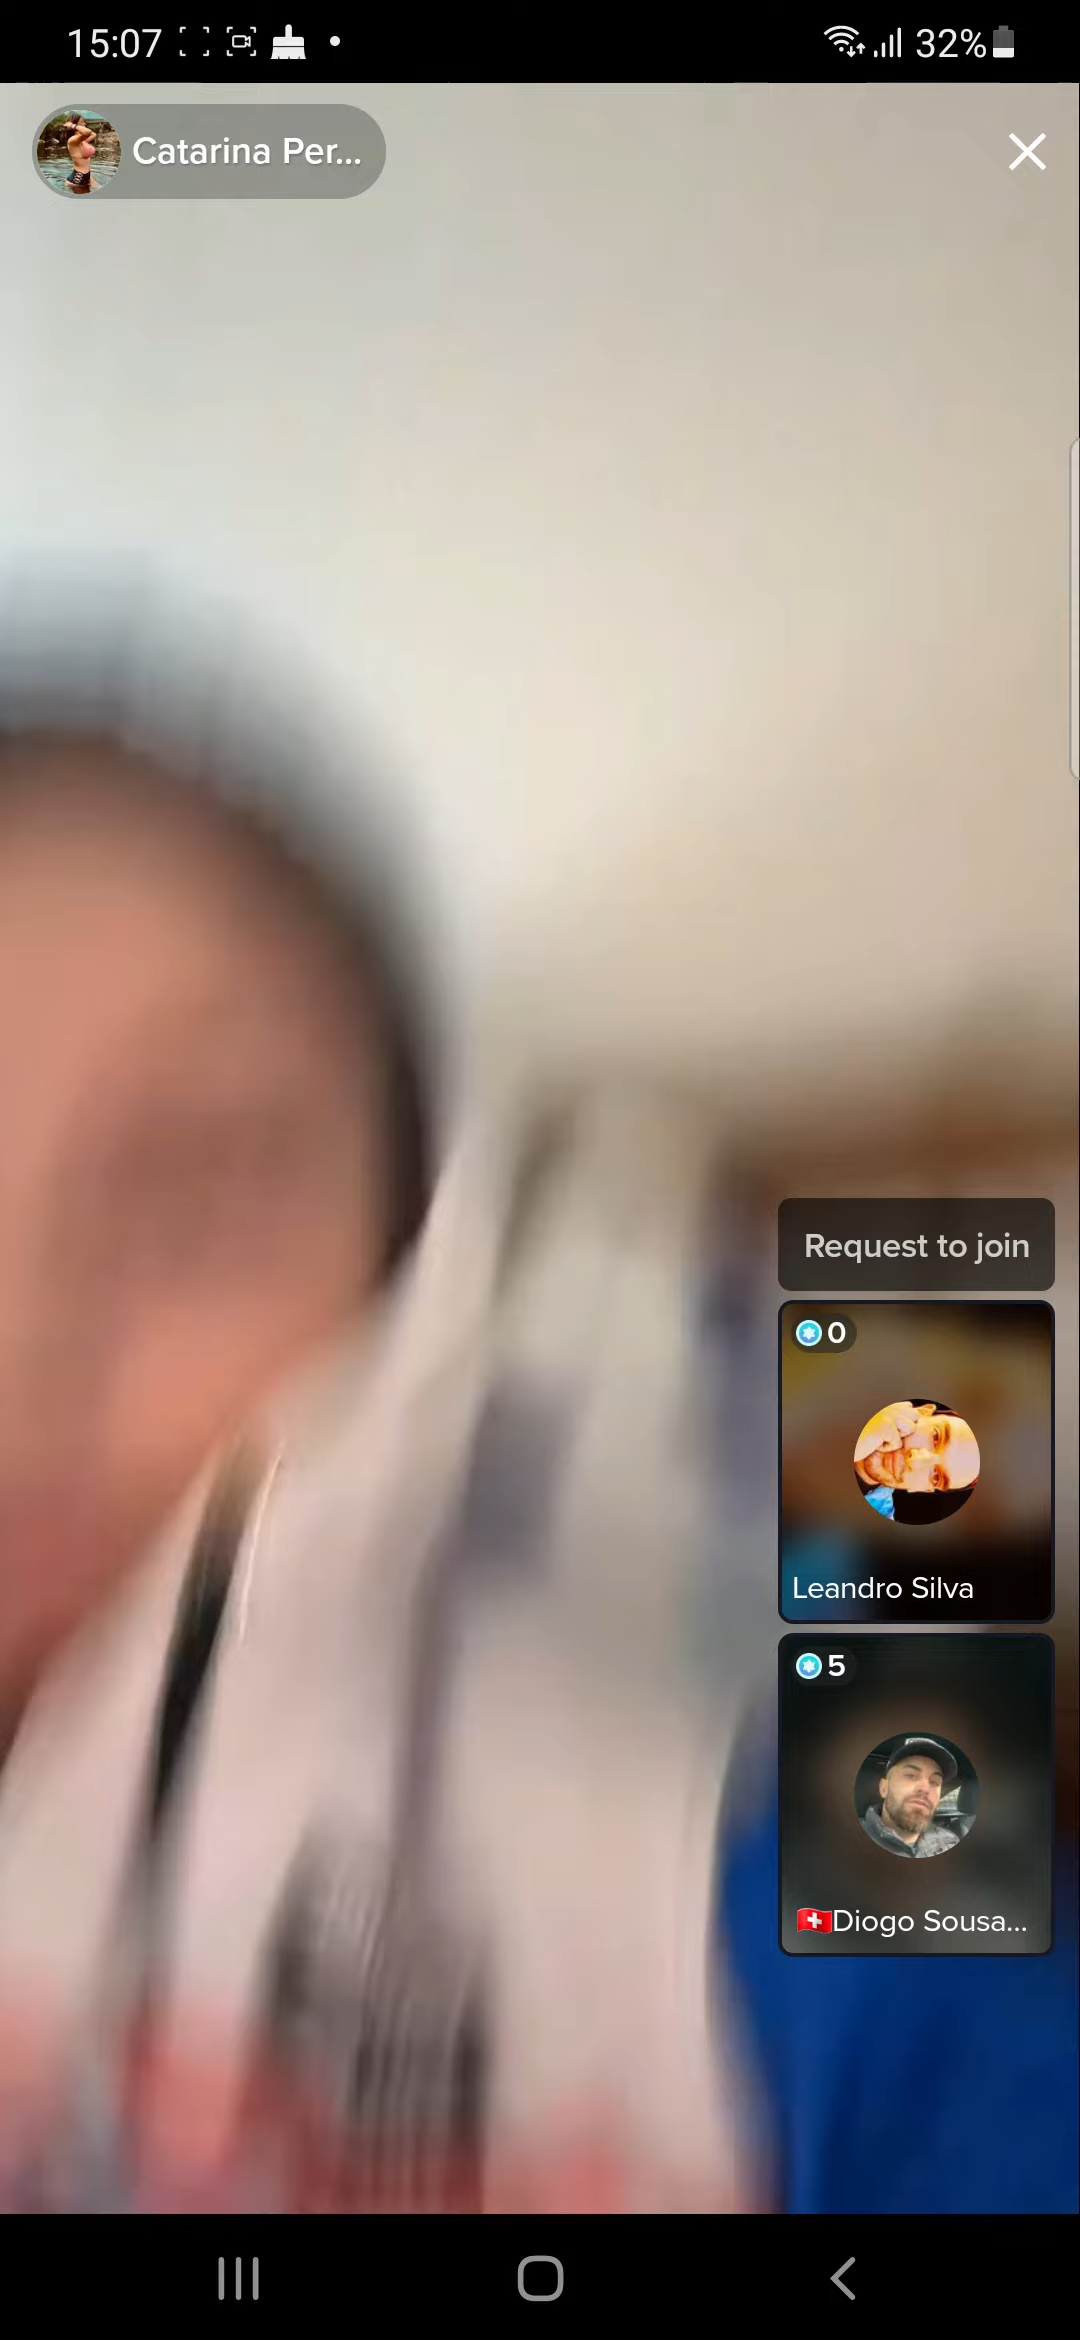 15:07
32%
Catarina Per...
Request to join
0
Leandro Silva
5
🇨🇭Diogo Sousa...